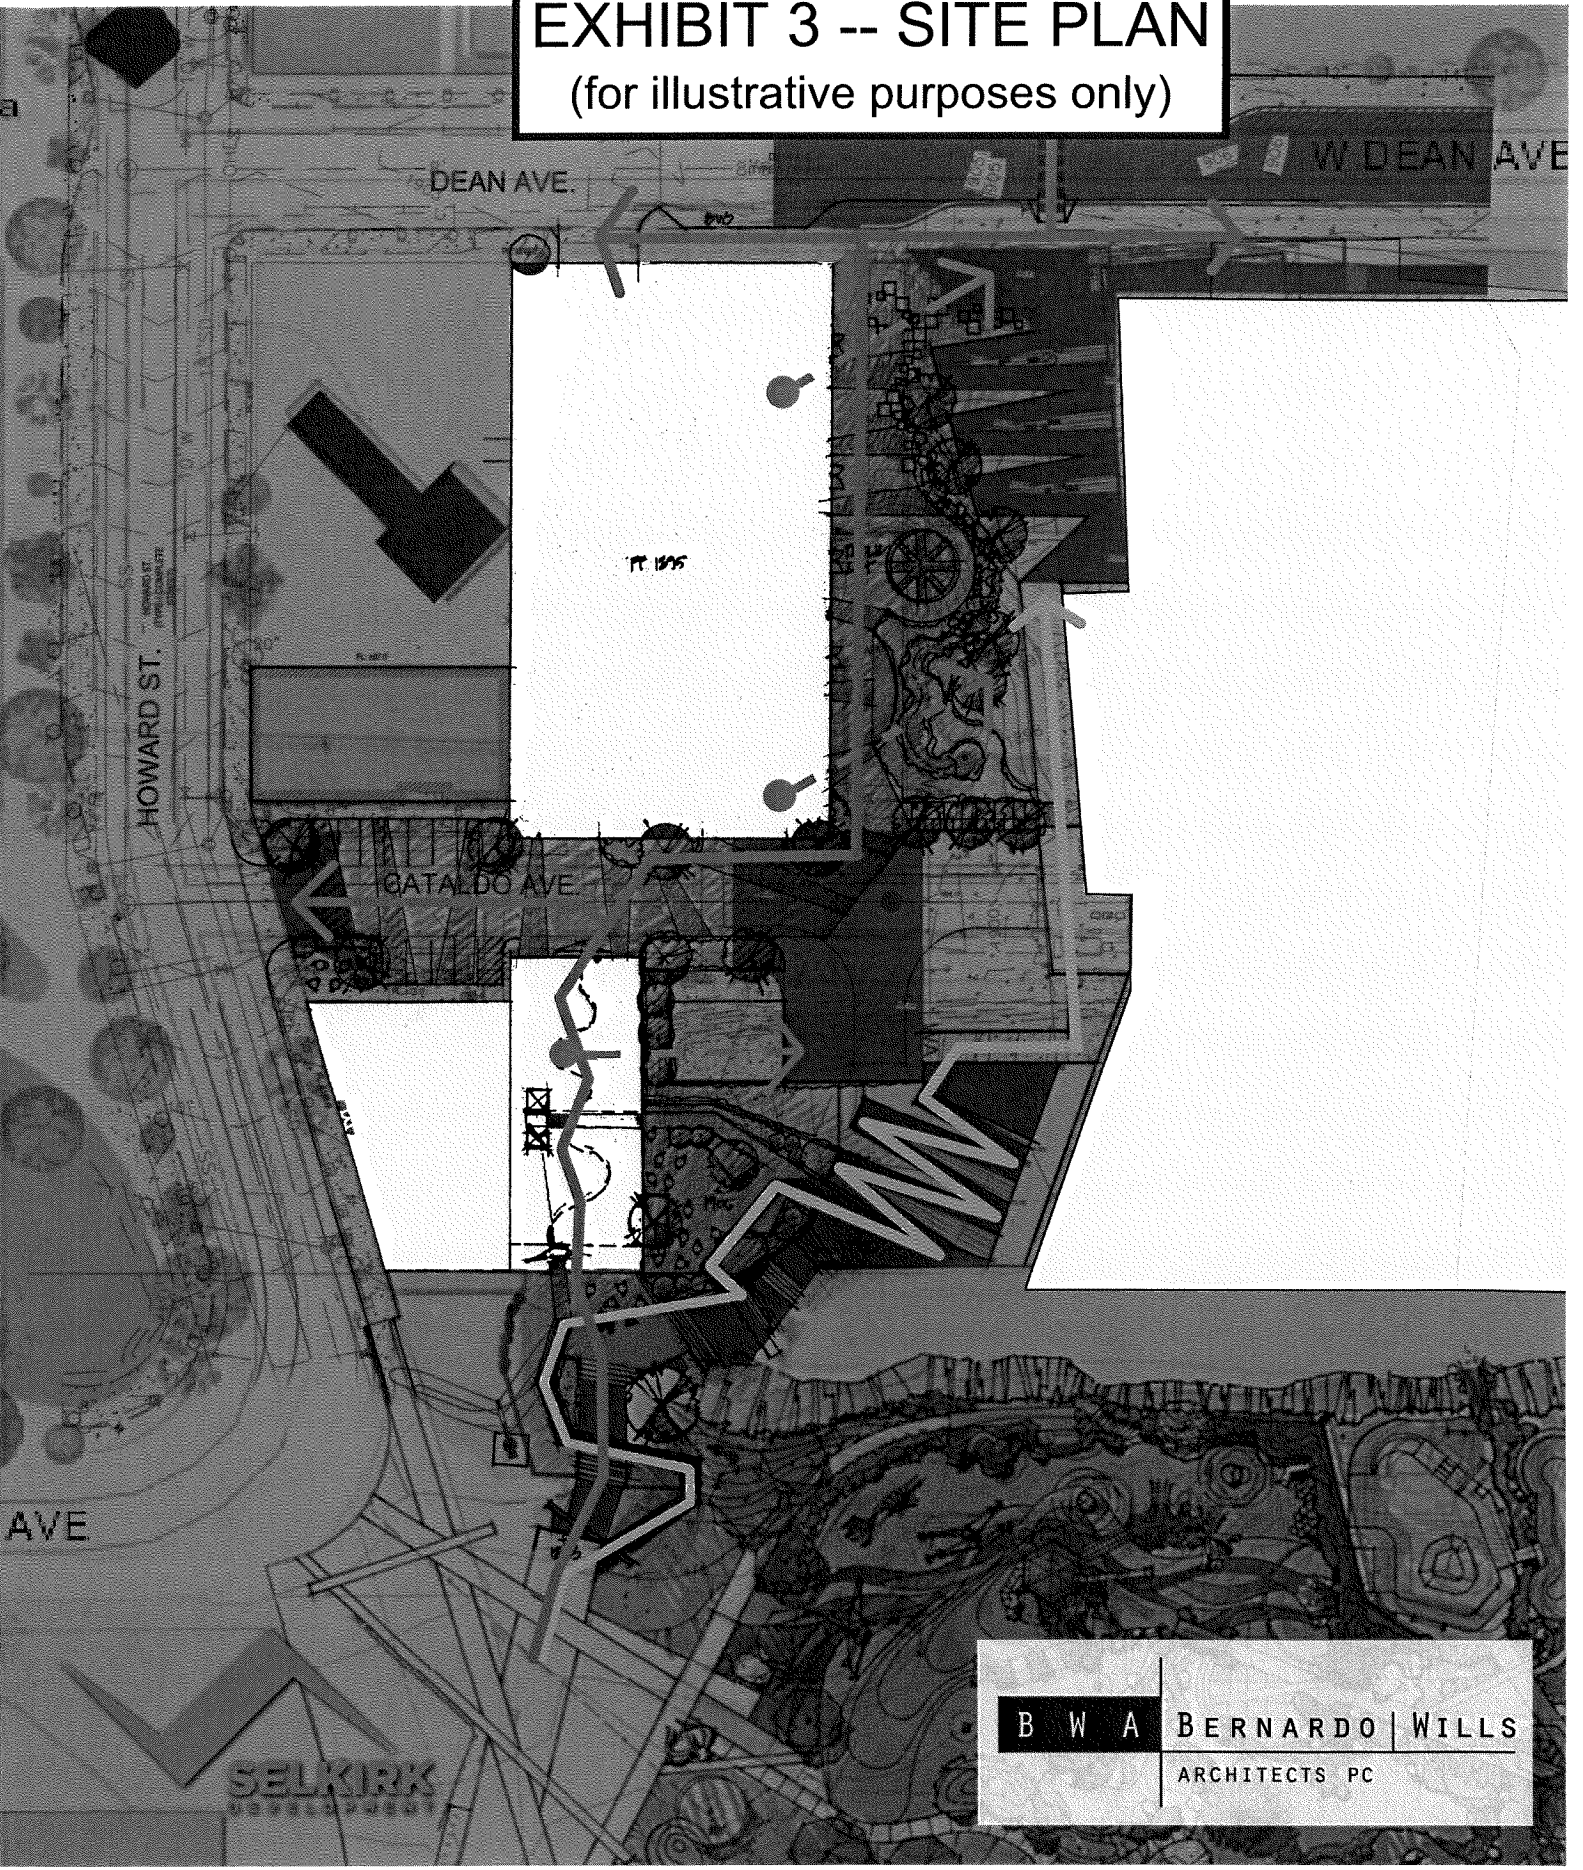 EXHIBIT 3 -- SITE PLAN
(for illustrative purposes only)
a
W DEAN AVE
DEAN AVE.
HOWARD ST.
CATALDO AVE.
AVE
SELKIRK
DEVELOPMENT
B W A BERNARDO | WILLS
ARCHITECTS PC